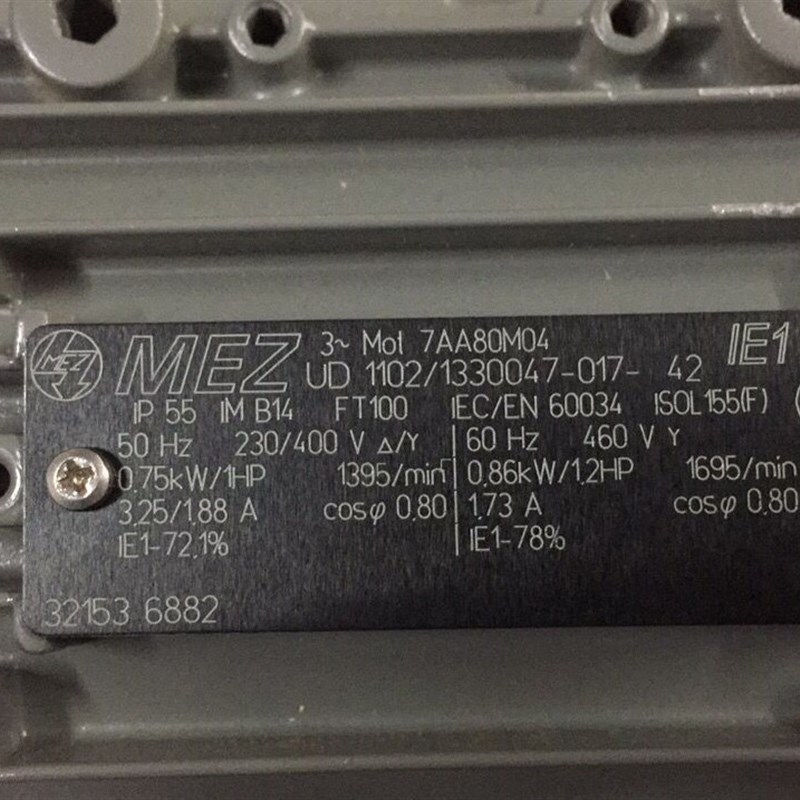 MEZ MEZ 3~ Mot 7AA80M04 IE1
UD 1102/1330047-017- 42
IP 55 IM B14 FT100 IEC/EN 60034 ISOL155(F)
50 Hz 230/400 V Δ/Y 60 Hz 460 V Y
0,75kW/1HP 1395/min 0,86kW/1,2HP 1695/min
3,25/1,88 A cosφ 0,80 1,73 A cosφ 0,80
IE1-72,1% IE1-78%
32153 6882